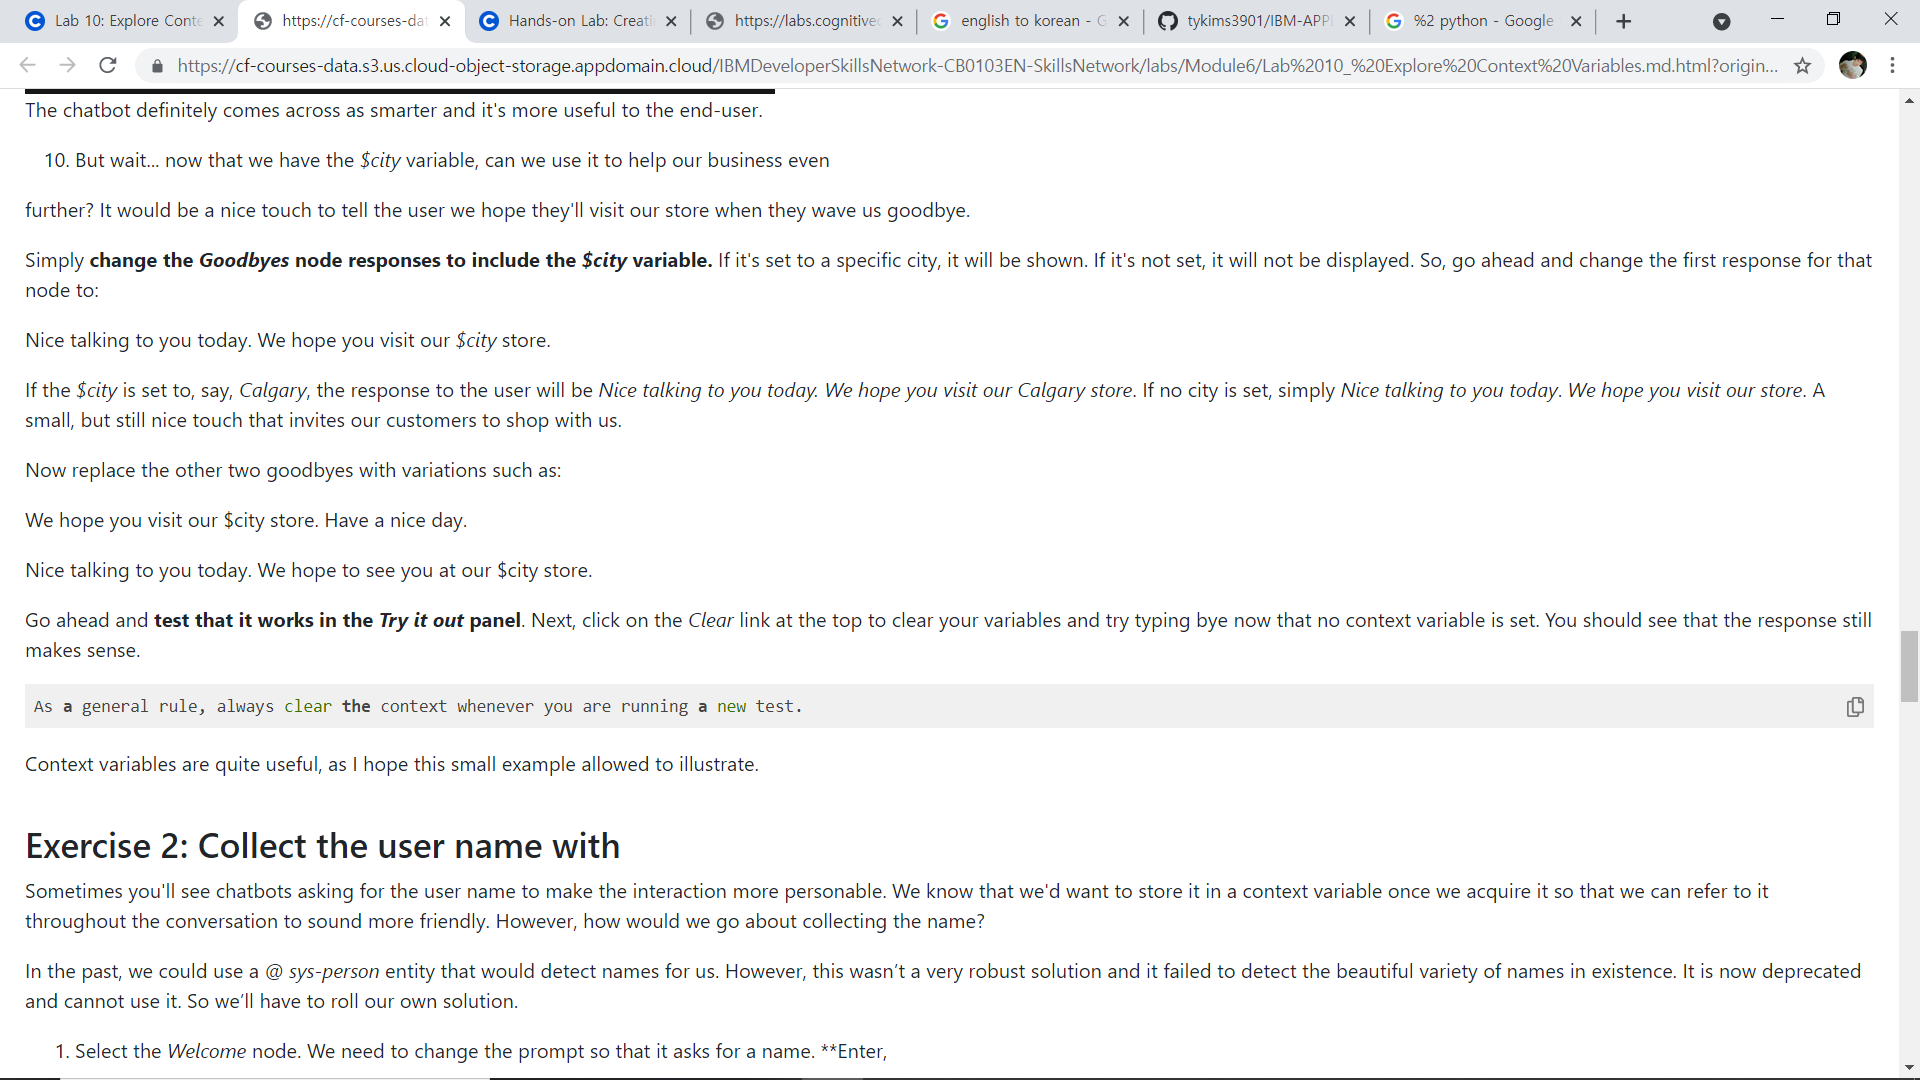 Lab 10: Explore Conte
https://cf-courses-dat
Hands-on Lab: Creati
https://labs.cognitivec
english to korean - G
tykims3901/IBM-APPL
%2 python - Google
https://cf-courses-data.s3.us.cloud-object-storage.appdomain.cloud/IBMDeveloperSkillsNetwork-CB0103EN-SkillsNetwork/labs/Module6/Lab%2010_%20Explore%20Context%20Variables.md.html?origin...
The chatbot definitely comes across as smarter and it's more useful to the end-user.
10. But wait... now that we have the $city variable, can we use it to help our business even
further? It would be a nice touch to tell the user we hope they'll visit our store when they wave us goodbye.
Simply change the Goodbyes node responses to include the $city variable. If it's set to a specific city, it will be shown. If it's not set, it will not be displayed. So, go ahead and change the first response for that
node to:
Nice talking to you today. We hope you visit our $city store.
If the $city is set to, say, Calgary, the response to the user will be Nice talking to you today. We hope you visit our Calgary store. If no city is set, simply Nice talking to you today. We hope you visit our store. A
small, but still nice touch that invites our customers to shop with us.
Now replace the other two goodbyes with variations such as:
We hope you visit our $city store. Have a nice day.
Nice talking to you today. We hope to see you at our $city store.
Go ahead and test that it works in the Try it out panel. Next, click on the Clear link at the top to clear your variables and try typing bye now that no context variable is set. You should see that the response still
makes sense.
As a general rule, always clear the context whenever you are running a new test.
Context variables are quite useful, as I hope this small example allowed to illustrate.
Exercise 2: Collect the user name with
Sometimes you'll see chatbots asking for the user name to make the interaction more personable. We know that we'd want to store it in a context variable once we acquire it so that we can refer to it
throughout the conversation to sound more friendly. However, how would we go about collecting the name?
In the past, we could use a @ sys-person entity that would detect names for us. However, this wasn’t a very robust solution and it failed to detect the beautiful variety of names in existence. It is now deprecated
and cannot use it. So we’ll have to roll our own solution.
1. Select the Welcome node. We need to change the prompt so that it asks for a name. **Enter,